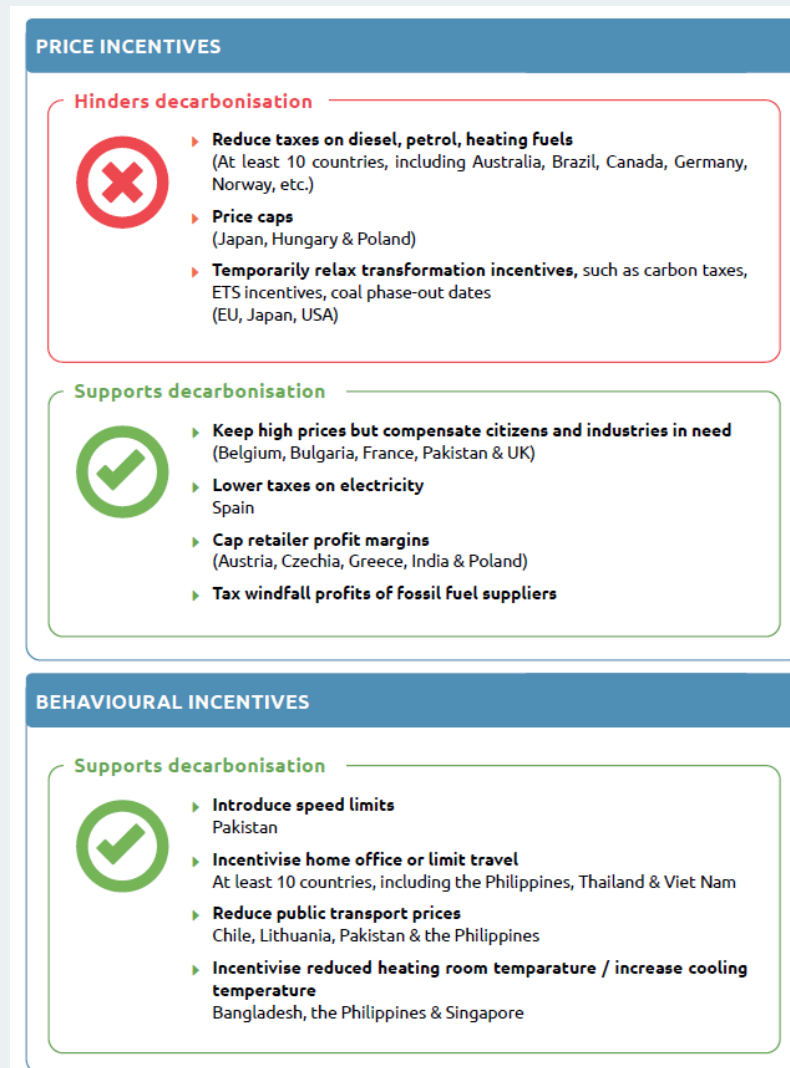 PRICE INCENTIVES
Hinders decarbonisation
Reduce taxes on diesel, petrol, heating fuels
(At least 10 countries, including Australia, Brazil, Canada, Germany,
Norway, etc.)
Price caps
(Japan, Hungary & Poland)
Temporarily relax transformation incentives, such as carbon taxes,
ETS incentives, coal phase-out dates
(EU, Japan, USA)
Supports decarbonisation
Keep high prices but compensate citizens and industries in need
(Belgium, Bulgaria, France, Pakistan & UK)
Lower taxes on electricity
Spain
Cap retailer profit margins
(Austria, Czechia, Greece, India & Poland)
Tax windfall profits of fossil fuel suppliers
BEHAVIOURAL INCENTIVES
Supports decarbonisation
Introduce speed limits
Pakistan
Incentivise home office or limit travel
At least 10 countries, including the Philippines, Thailand & Viet Nam
Reduce public transport prices
Chile, Lithuania, Pakistan & the Philippines
Incentivise reduced heating room temparature / increase cooling
temperature
Bangladesh, the Philippines & Singapore